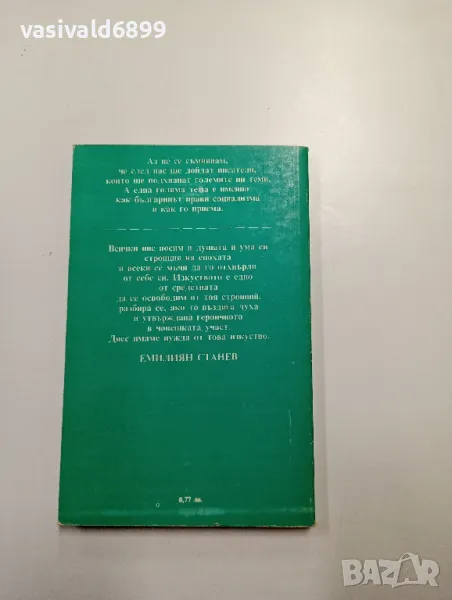 vasivald6899
Аз не се съмнявам,
че след нас ще дойдат писатели,
които ще подхванат големите ни теми.
А една голяма тема е именно
как българинът прави социализма
и как го приема.
Всички ние носим в душата и ума си
стронция на епохата
и всеки се мъчи да го отхвърли
от себе си. Изкуството е едно
от средствата
да се освободим от тоя стронций,
разбира се, ако то въздига духа
и утвърждава героичното
в човешката участ.
Днес имаме нужда от това изкуство.
ЕМИЛИЯН СТАНЕВ
0,77 лв.
BAZAR